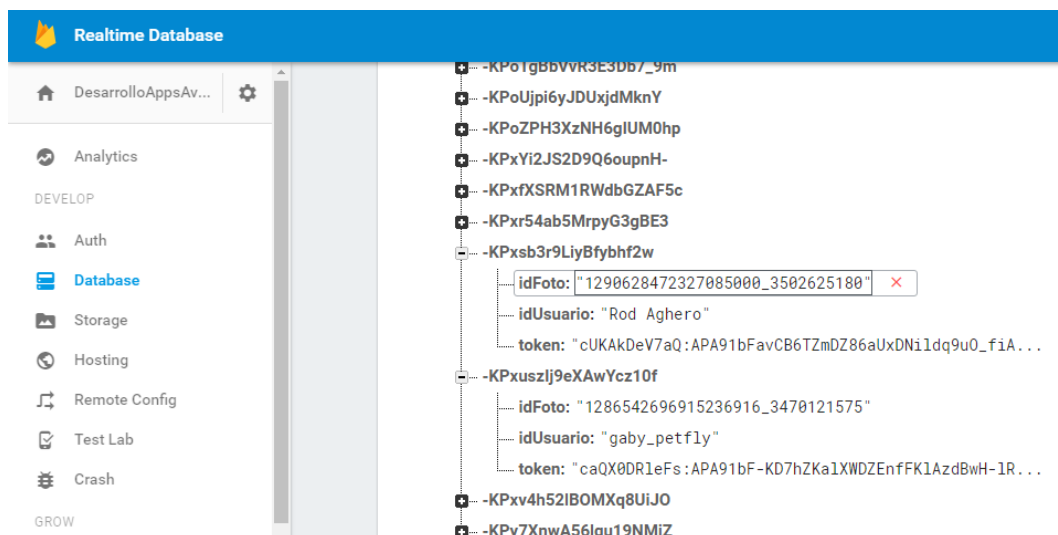 Realtime Database
DesarrolloAppsAv...
Analytics
DEVELOP
Auth
Database
Storage
Hosting
Remote Config
Test Lab
Crash
GROW
-KPoUjpi6yJDUxjdMknY
-KPoZPH3XzNH6glUM0hp
-KPxYi2JS2D9Q6oupnH-
-KPxfXSRM1RWdbGZAF5c
-KPxr54ab5MrpyG3gBE3
-KPxsb3r9LiyBfybhf2w
idFoto: "1290628472327085000_3502625180"
idUsuario: "Rod Aghero"
token: "cUKAkDeV7aQ:APA91bFavCB6TZmDZ86aUxDNildq9uO_fiA...
-KPxuszlj9eXAwYcz10f
idFoto: "1286542696915236916_3470121575"
idUsuario: "gaby_petfly"
token: "caQX0DRleFs:APA91bF-KD7hZKalXWDZEnfFKlAzdBwH-lR...
-KPxv4h52IBOMXq8UiJO